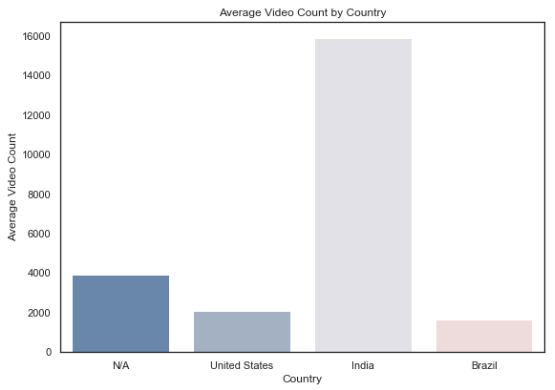 Average Video Count by Country
Average Video Count
16000
14000
12000
10000
8000
6000
4000
2000
0
N/A United States India Brazil
Country